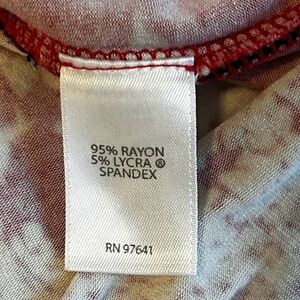 95% RAYON
5% LYCRA ®
SPANDEX
RN 97641